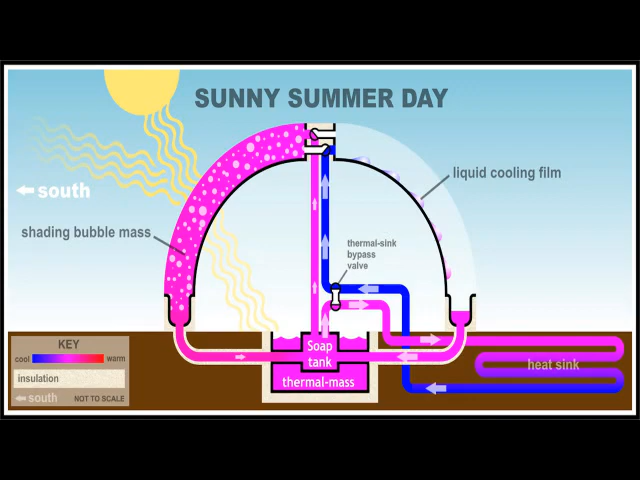 SUNNY SUMMER DAY
liquid cooling film
south
shading bubble mass
thermal-sink
bypass
valve
Soap
tank
thermal-mass
heat sink
KEY
cool
warm
insulation
south
NOT TO SCALE